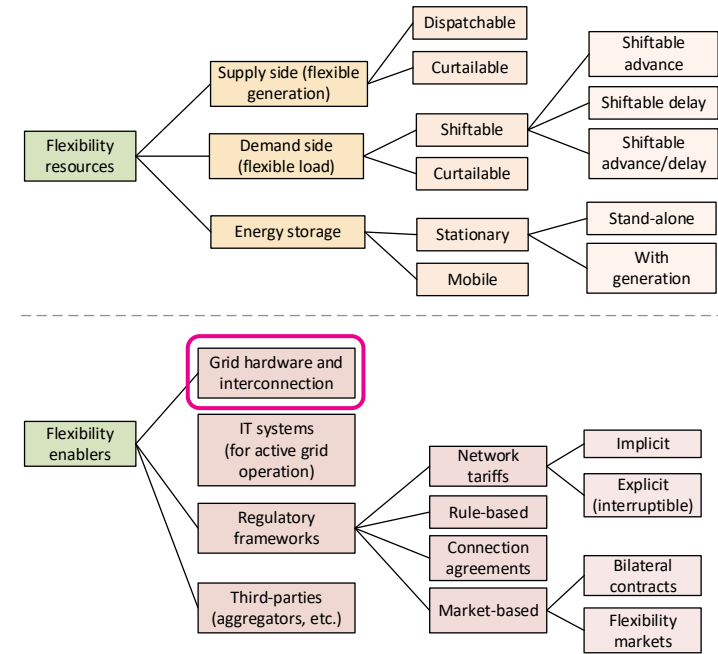 Flexibility
resources
Supply side (flexible
generation)
Dispatchable
Curtailable
Demand side
(flexible load)
Shiftable
Shiftable
advance
Shiftable delay
Shiftable
advance/delay
Curtailable
Energy storage
Stationary
Stand-alone
With
generation
Mobile
Flexibility
enablers
Grid hardware and
interconnection
IT systems
(for active grid
operation)
Regulatory
frameworks
Network
tariffs
Implicit
Explicit
(interruptible)
Rule-based
Connection
agreements
Market-based
Bilateral
contracts
Flexibility
markets
Third-parties
(aggregators, etc.)